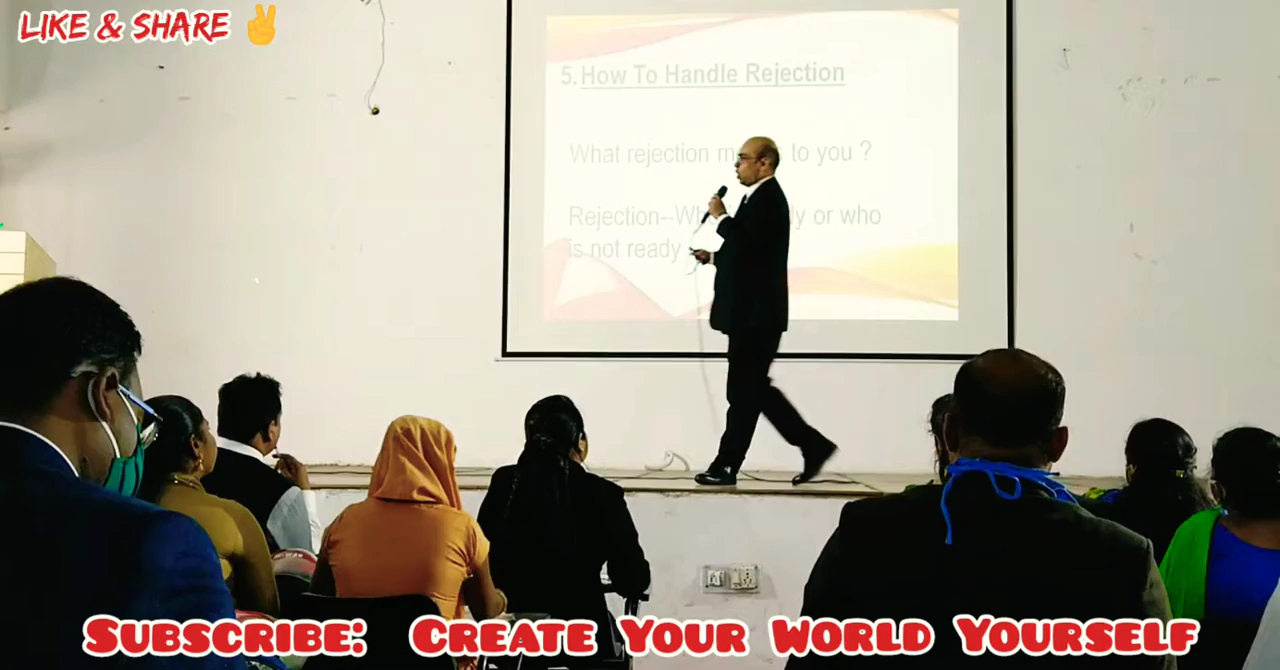 LIKE & SHARE ✌
5. How To Handle Rejection
What rejection m to you ?
Rejection--Wh y or who
is not ready
SUBSCRIBE: CREATE YOUR WORLD YOURSELF